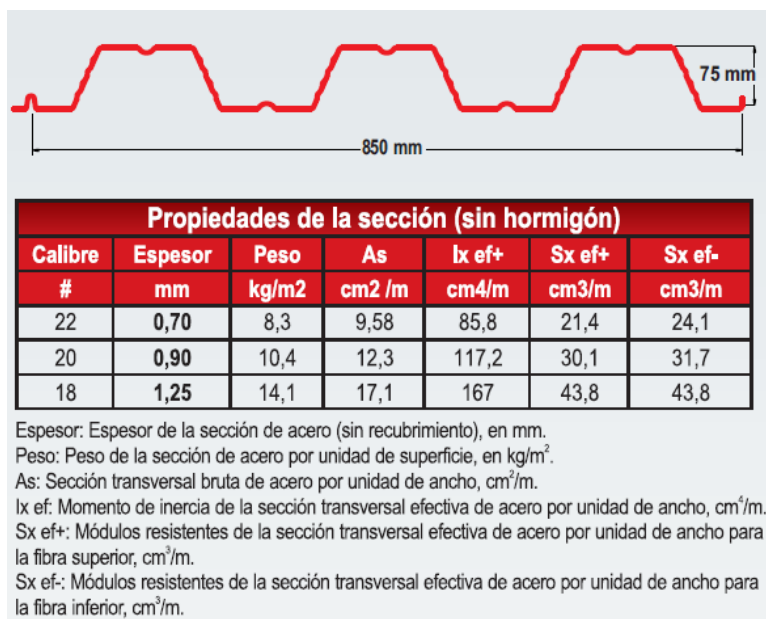 75 mm
850 mm
Propiedades de la sección (sin hormigón)
Calibre Espesor Peso As Ix ef+ Sx ef+ Sx ef-
# mm kg/m2 cm2 /m cm4/m cm3/m cm3/m
22 0,70 8,3 9,58 85,8 21,4 24,1
20 0,90 10,4 12,3 117,2 30,1 31,7
18 1,25 14,1 17,1 167 43,8 43,8
Espesor: Espesor de la sección de acero (sin recubrimiento), en mm.
Peso: Peso de la sección de acero por unidad de superficie, en kg/m².
As: Sección transversal bruta de acero por unidad de ancho, cm²/m.
Ix ef: Momento de inercia de la sección transversal efectiva de acero por unidad de ancho, cm⁴/m.
Sx ef+: Módulos resistentes de la sección transversal efectiva de acero por unidad de ancho para
la fibra superior, cm³/m.
Sx ef-: Módulos resistentes de la sección transversal efectiva de acero por unidad de ancho para
la fibra inferior, cm³/m.